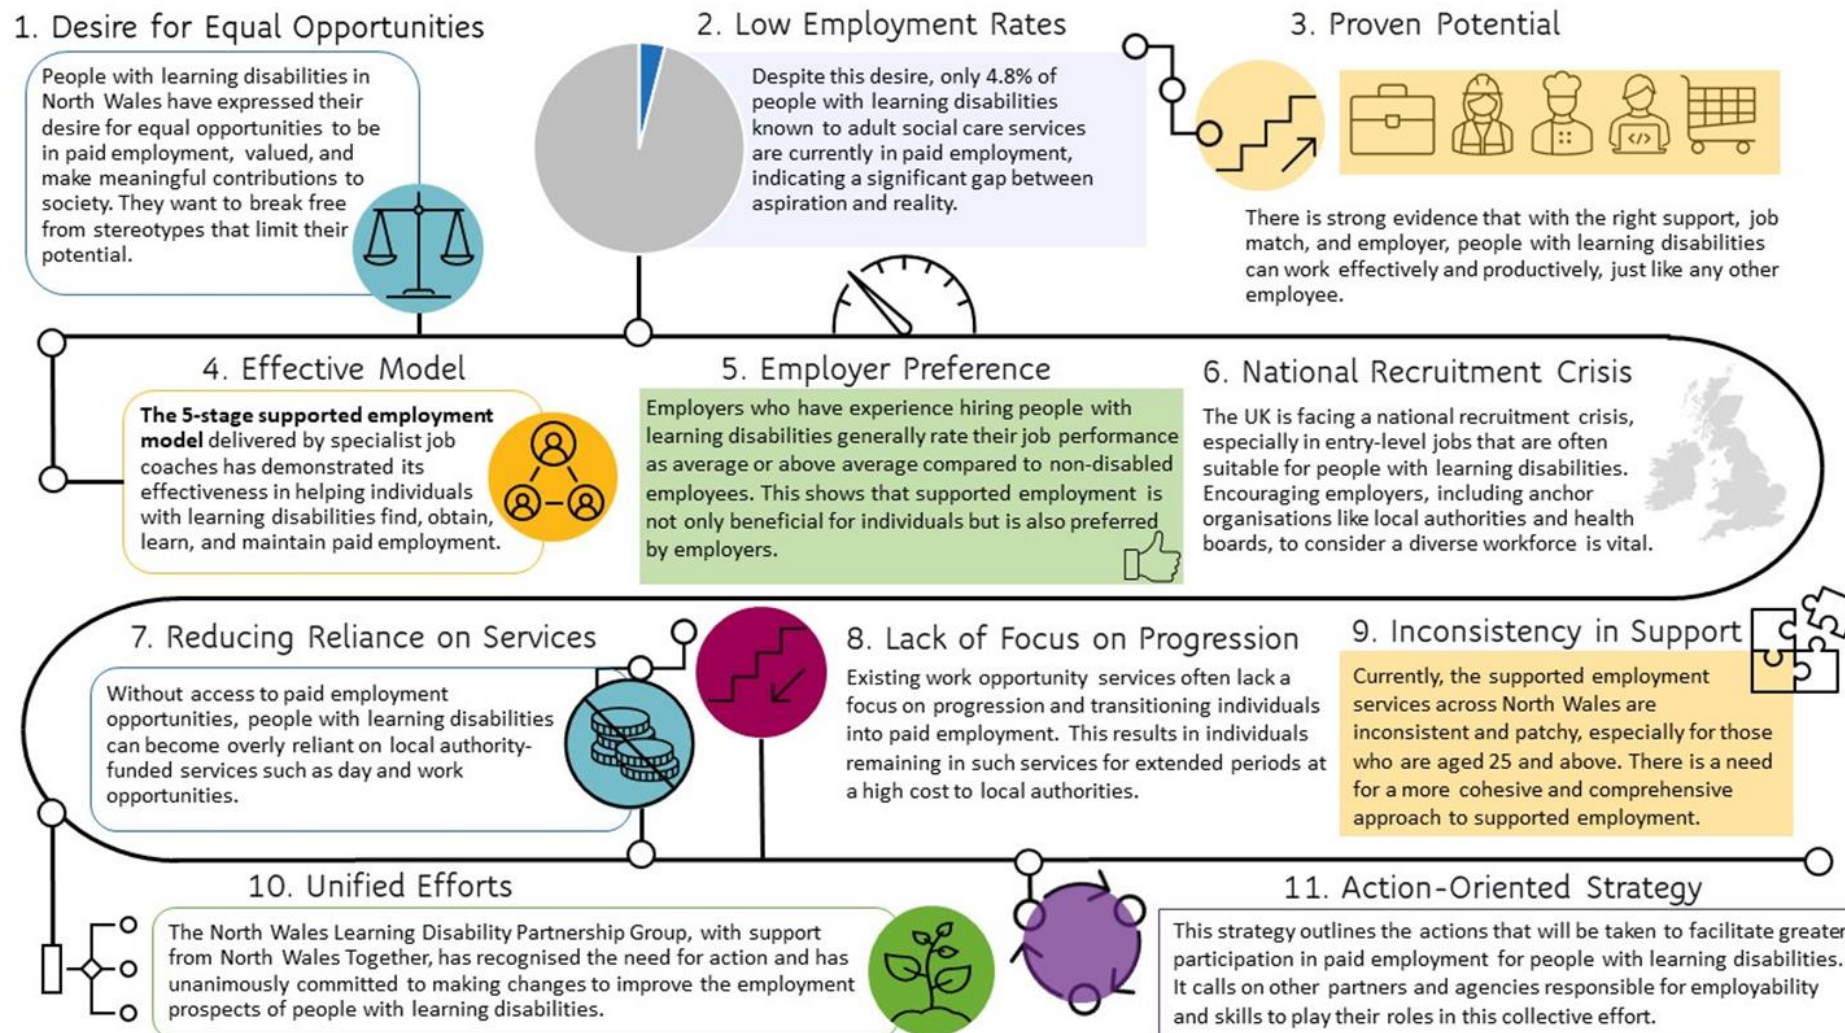 1. Desire for Equal Opportunities
People with learning disabilities in
North Wales have expressed their
desire for equal opportunities to be
in paid employment, valued, and
make meaningful contributions to
society. They want to break free
from stereotypes that limit their
potential.
2. Low Employment Rates
Despite this desire, only 4.8% of
people with learning disabilities
known to adult social care services
are currently in paid employment,
indicating a significant gap between
aspiration and reality.
3. Proven Potential
</>
There is strong evidence that with the right support, job
match, and employer, people with learning disabilities
can work effectively and productively, just like any other
employee.
4. Effective Model
The 5-stage supported employment
model delivered by specialist job
coaches has demonstrated its
effectiveness in helping individuals
with learning disabilities find, obtain,
learn, and maintain paid employment.
5. Employer Preference
Employers who have experience hiring people with
learning disabilities generally rate their job performance
as average or above average compared to non-disabled
employees. This shows that supported employment is
not only beneficial for individuals but is also preferred
by employers.
6. National Recruitment Crisis
The UK is facing a national recruitment crisis,
especially in entry-level jobs that are often
suitable for people with learning disabilities.
Encouraging employers, including anchor
organisations like local authorities and health
boards, to consider a diverse workforce is vital.
7. Reducing Reliance on Services
Without access to paid employment
opportunities, people with learning disabilities
can become overly reliant on local authority-
funded services such as day and work
opportunities.
8. Lack of Focus on Progression
Existing work opportunity services often lack a
focus on progression and transitioning individuals
into paid employment. This results in individuals
remaining in such services for extended periods at
a high cost to local authorities.
9. Inconsistency in Support
Currently, the supported employment
services across North Wales are
inconsistent and patchy, especially for those
who are aged 25 and above. There is a need
for a more cohesive and comprehensive
approach to supported employment.
10. Unified Efforts
The North Wales Learning Disability Partnership Group, with support
from North Wales Together, has recognised the need for action and has
unanimously committed to making changes to improve the employment
prospects of people with learning disabilities.
11. Action-Oriented Strategy
This strategy outlines the actions that will be taken to facilitate greater
participation in paid employment for people with learning disabilities.
It calls on other partners and agencies responsible for employability
and skills to play their roles in this collective effort.